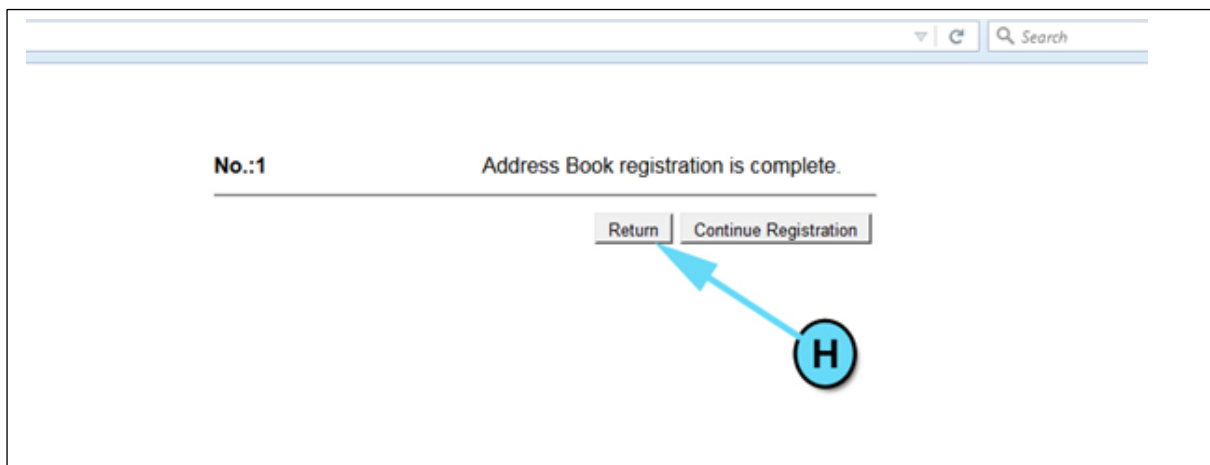 Search
No.:1 Address Book registration is complete.
Return Continue Registration
H